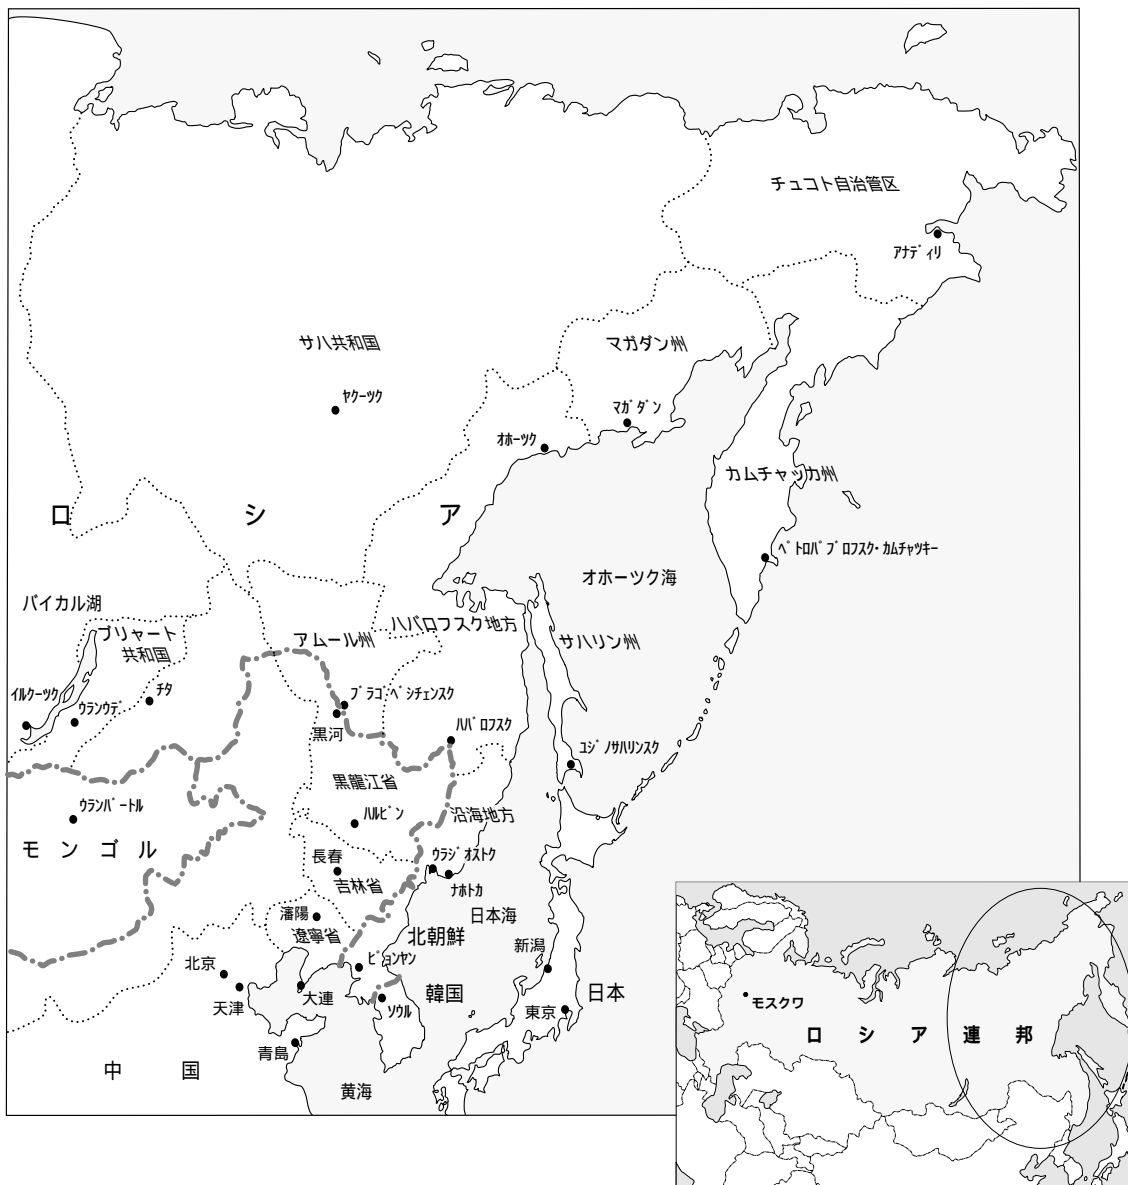 チュコト自治管区
アナディリ
サハ共和国
マガダン州
ヤクーツク
マガダン
オホーツク
カムチャッカ州
ロシア
ペトロパブロフスク・カムチャツキー
オホーツク海
バイカル湖
ブリャート
共和国
アムール州
ハバロフスク地方
サハリン州
イルクーツク
ウランウデ
チタ
ブラゴベシチェンスク
黒河
ハバロフスク
ユジノサハリンスク
黒龍江省
ウランバートル
ハルビン
沿海地方
モンゴル
長春
吉林省
ウラジオストク
ナホトカ
瀋陽
遼寧省
日本海
北朝鮮
新潟
北京
ピョンヤン
天津
大連
韓国
ソウル
東京
日本
青島
中国
黄海
モスクワ
ロシア連邦